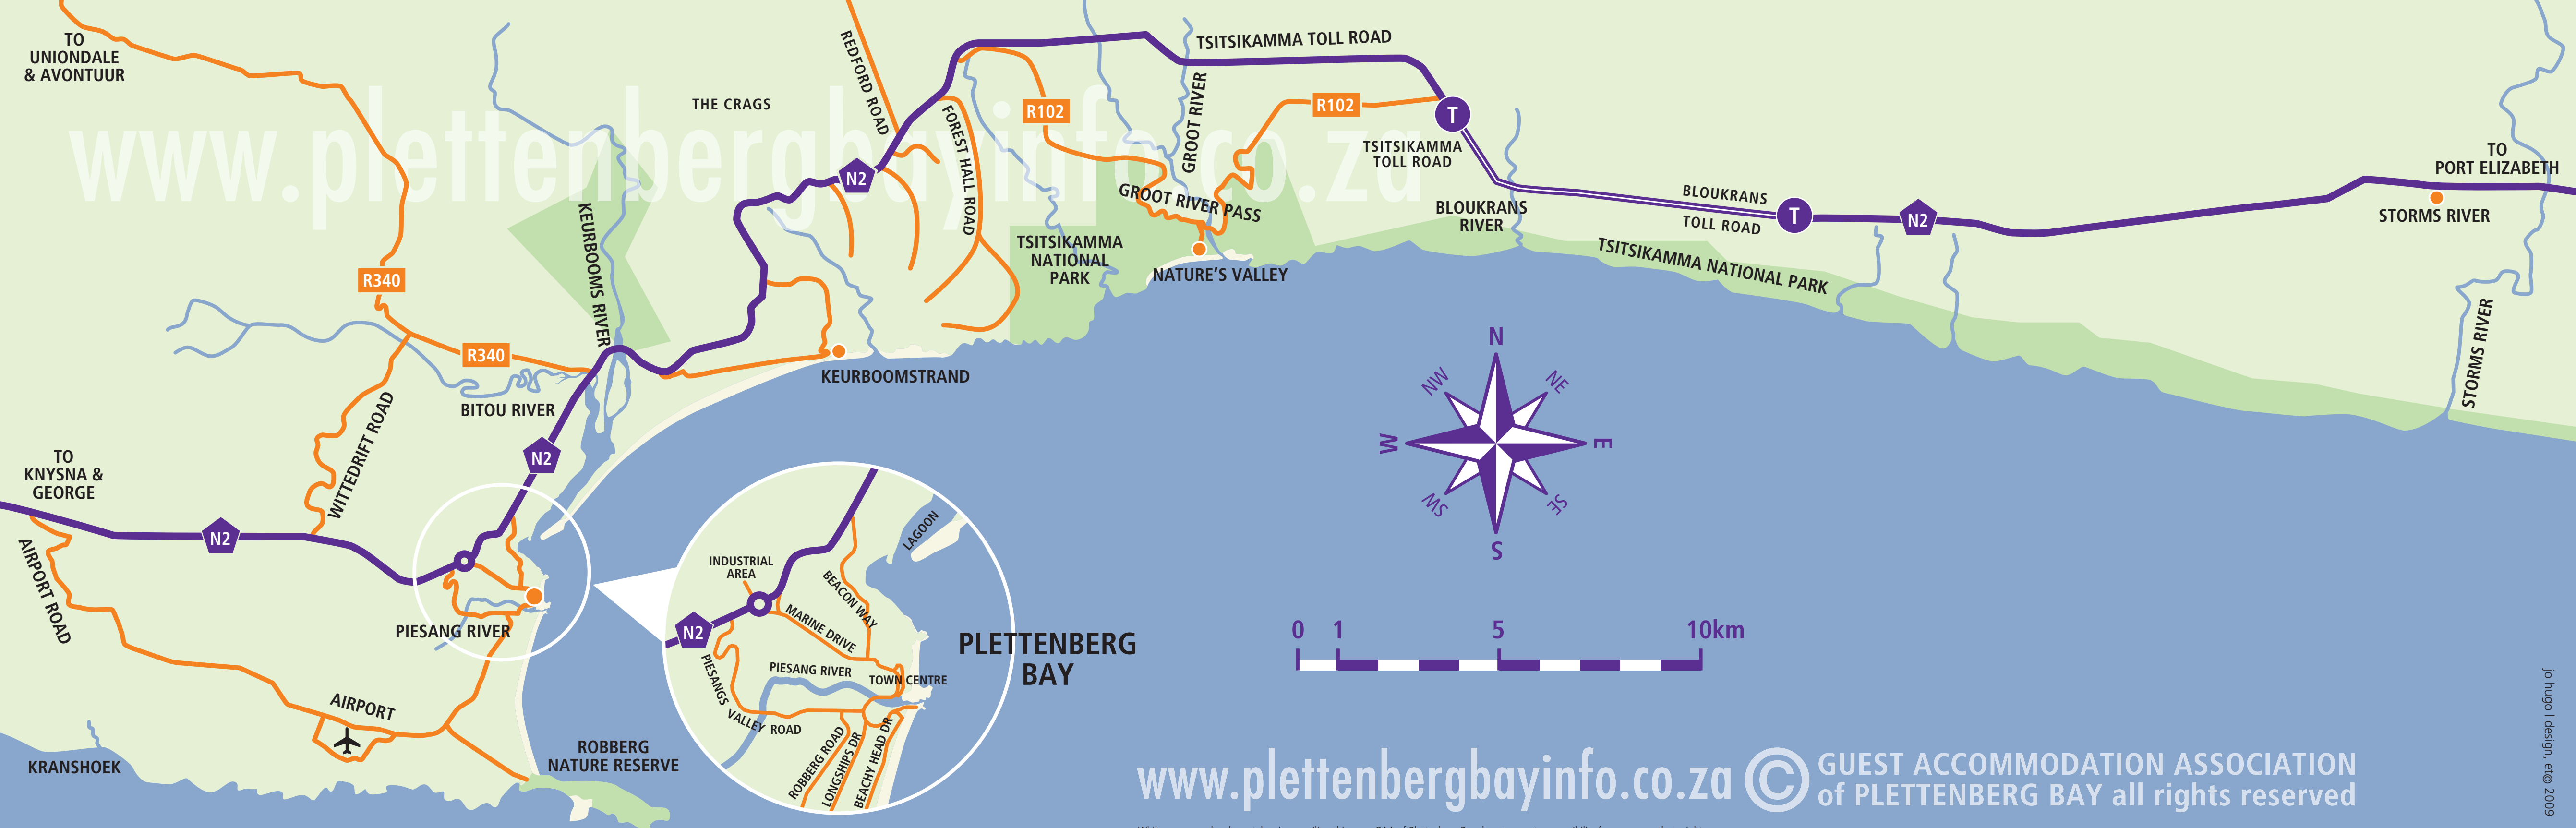 TO
UNIONDALE
& AVONTUUR
www.plettenbergbayinfo.co.za
THE CRAGS
REDFORD ROAD
FOREST HALL ROAD
R102
TSITSIKAMMA TOLL ROAD
GROOT RIVER
R102
T
TSITSIKAMMA
TOLL ROAD
GROOT RIVER PASS
BLOUKRANS
RIVER
BLOUKRANS
TOLL ROAD
T
N2
TO
PORT ELIZABETH
STORMS RIVER
STORMS RIVER
TSITSIKAMMA
NATIONAL
PARK
NATURE'S VALLEY
TSITSIKAMMA NATIONAL PARK
N2
KEURBOOMS RIVER
R340
R340
BITOU RIVER
KEURBOOMSTRAND
WITTEDRIFT ROAD
TO
KNYSNA &
GEORGE
N2
N2
AIRPORT ROAD
PIESANG RIVER
AIRPORT
KRANSHOEK
ROBBERG
NATURE RESERVE
LAGOON
INDUSTRIAL
AREA
BEACON WAY
N2
MARINE DRIVE
PIESANG RIVER
TOWN CENTRE
PIESANGS
VALLEY ROAD
ROBBERG ROAD
LONGSHIPS DR
BEACHY HEAD DR
PLETTENBERG
BAY
N
NW
NE
W
E
SW
SE
S
0 1 5 10km
www.plettenbergbayinfo.co.za © GUEST ACCOMMODATION ASSOCIATION
of PLETTENBERG BAY all rights reserved
jo hugo I design, et© 2009